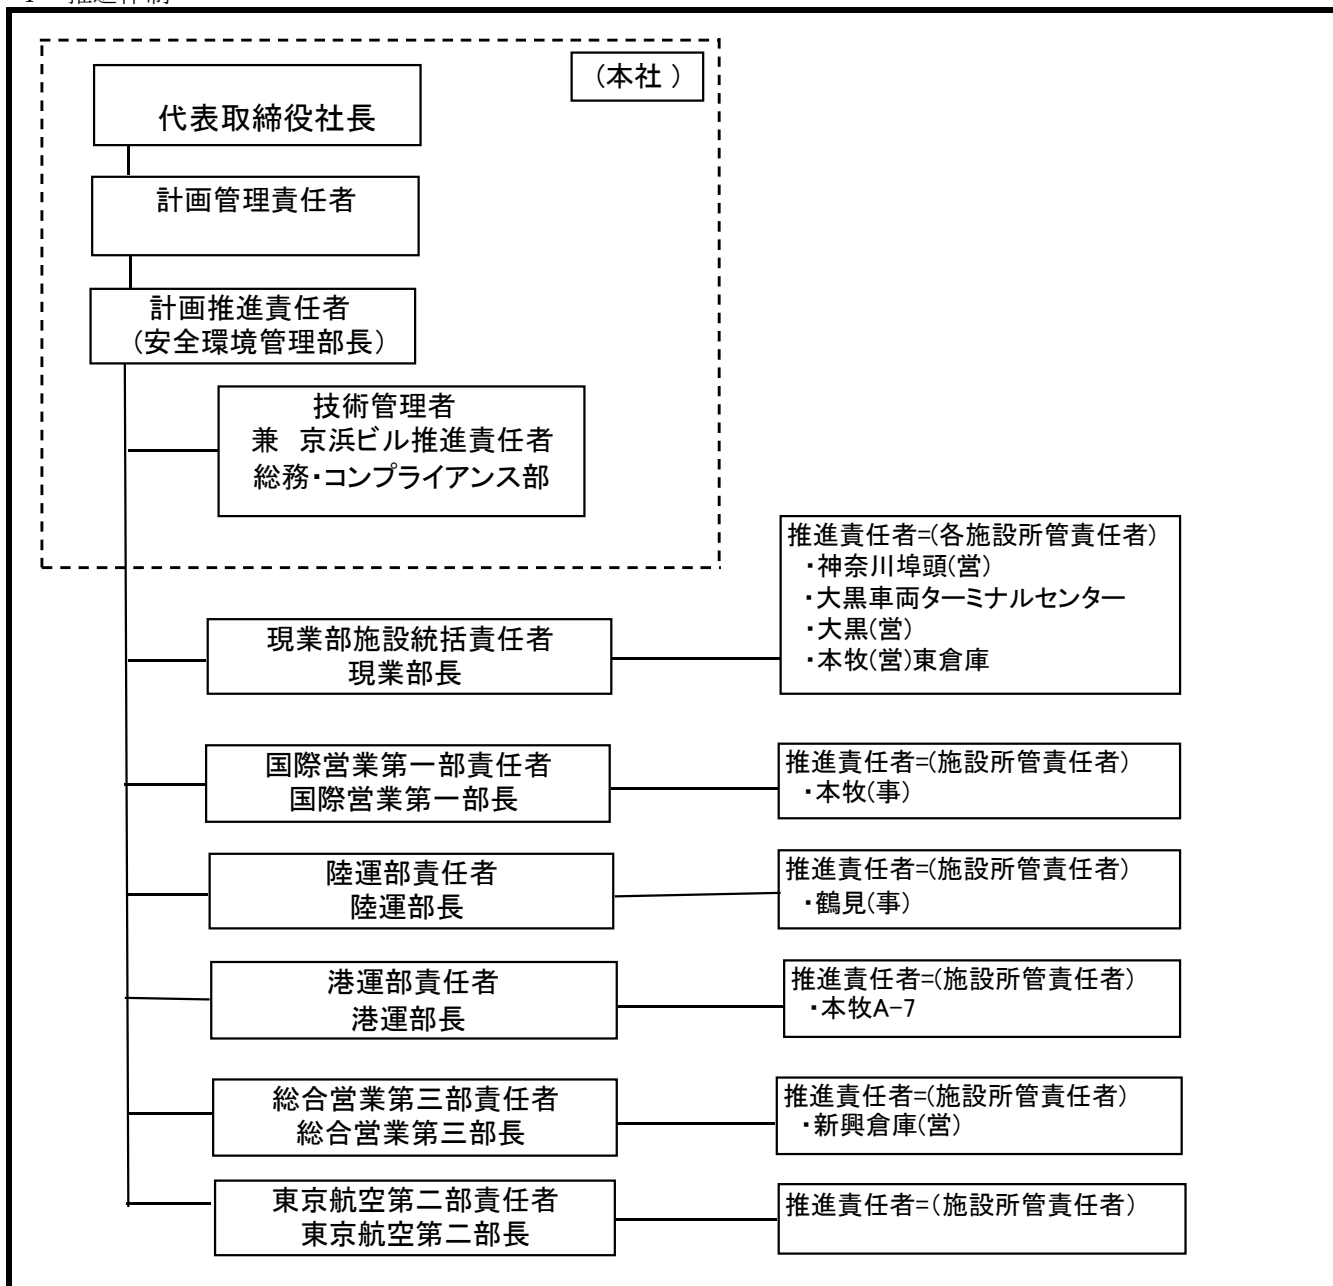 (本社 )
代表取締役社長
計画管理責任者
計画推進責任者
(安全環境管理部長)
技術管理者
兼 京浜ビル推進責任者
総務・コンプライアンス部
現業部施設統括責任者
現業部長
推進責任者=(各施設所管責任者)
・神奈川埠頭(営)
・大黒車両ターミナルセンター
・大黒(営)
・本牧(営)東倉庫
国際営業第一部責任者
国際営業第一部長
推進責任者=(施設所管責任者)
・本牧(事)
陸運部責任者
陸運部長
推進責任者=(施設所管責任者)
・鶴見(事)
港運部責任者
港運部長
推進責任者=(施設所管責任者)
・本牧A-7
総合営業第三部責任者
総合営業第三部長
推進責任者=(施設所管責任者)
・新興倉庫(営)
東京航空第二部責任者
東京航空第二部長
推進責任者=(施設所管責任者)